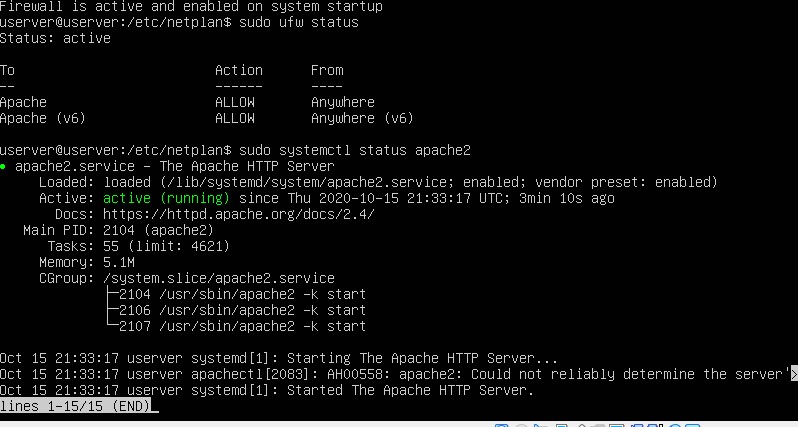 Firewall is active and enabled on system startup
userver@userver:/etc/netplan$ sudo ufw status
Status: active
To Action From
-- ------ ----
Apache ALLOW Anywhere
Apache (v6) ALLOW Anywhere (v6)
userver@userver:/etc/netplan$ sudo systemctl status apache2
● apache2.service - The Apache HTTP Server
Loaded: loaded (/lib/systemd/system/apache2.service; enabled; vendor preset: enabled)
Active: active (running) since Thu 2020-10-15 21:33:17 UTC; 3min 10s ago
Docs: https://httpd.apache.org/docs/2.4/
Main PID: 2104 (apache2)
Tasks: 55 (limit: 4621)
Memory: 5.1M
CGroup: /system.slice/apache2.service
├─2104 /usr/sbin/apache2 -k start
├─2106 /usr/sbin/apache2 -k start
└─2107 /usr/sbin/apache2 -k start
Oct 15 21:33:17 userver systemd[1]: Starting The Apache HTTP Server...
Oct 15 21:33:17 userver apachectl[2083]: AH00558: apache2: Could not reliably determine the server'>
Oct 15 21:33:17 userver systemd[1]: Started The Apache HTTP Server.
lines 1-15/15 (END)